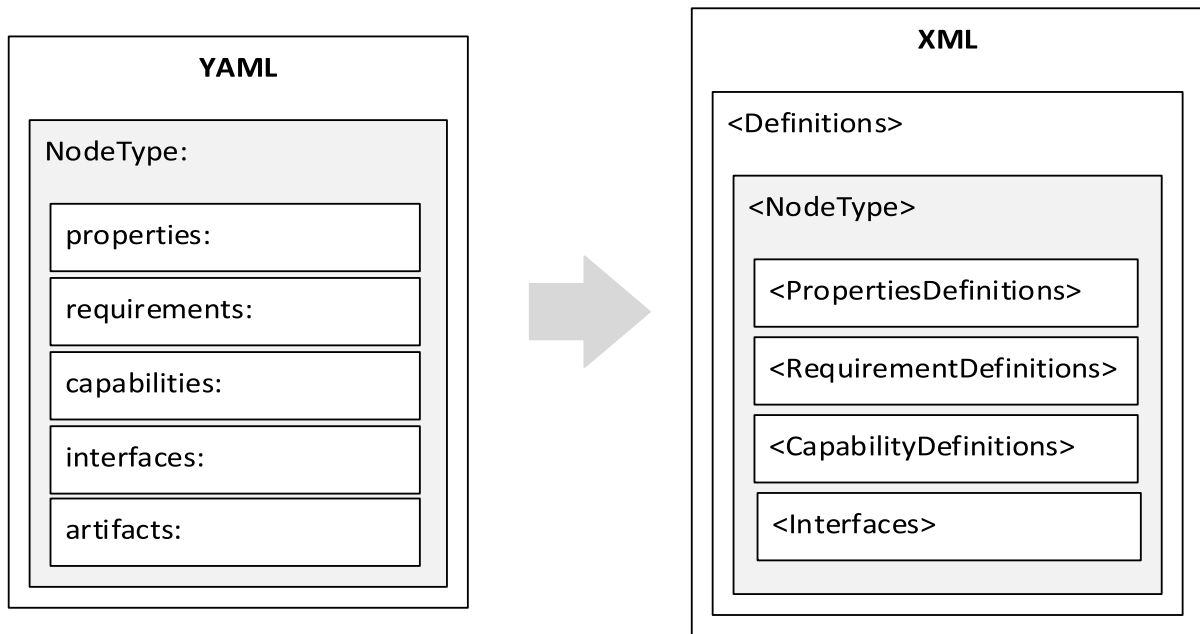 YAML
NodeType:
properties:
requirements:
capabilities:
interfaces:
artifacts:
XML
<Definitions>
<NodeType>
<PropertiesDefinitions>
<RequirementDefinitions>
<CapabilityDefinitions>
<Interfaces>